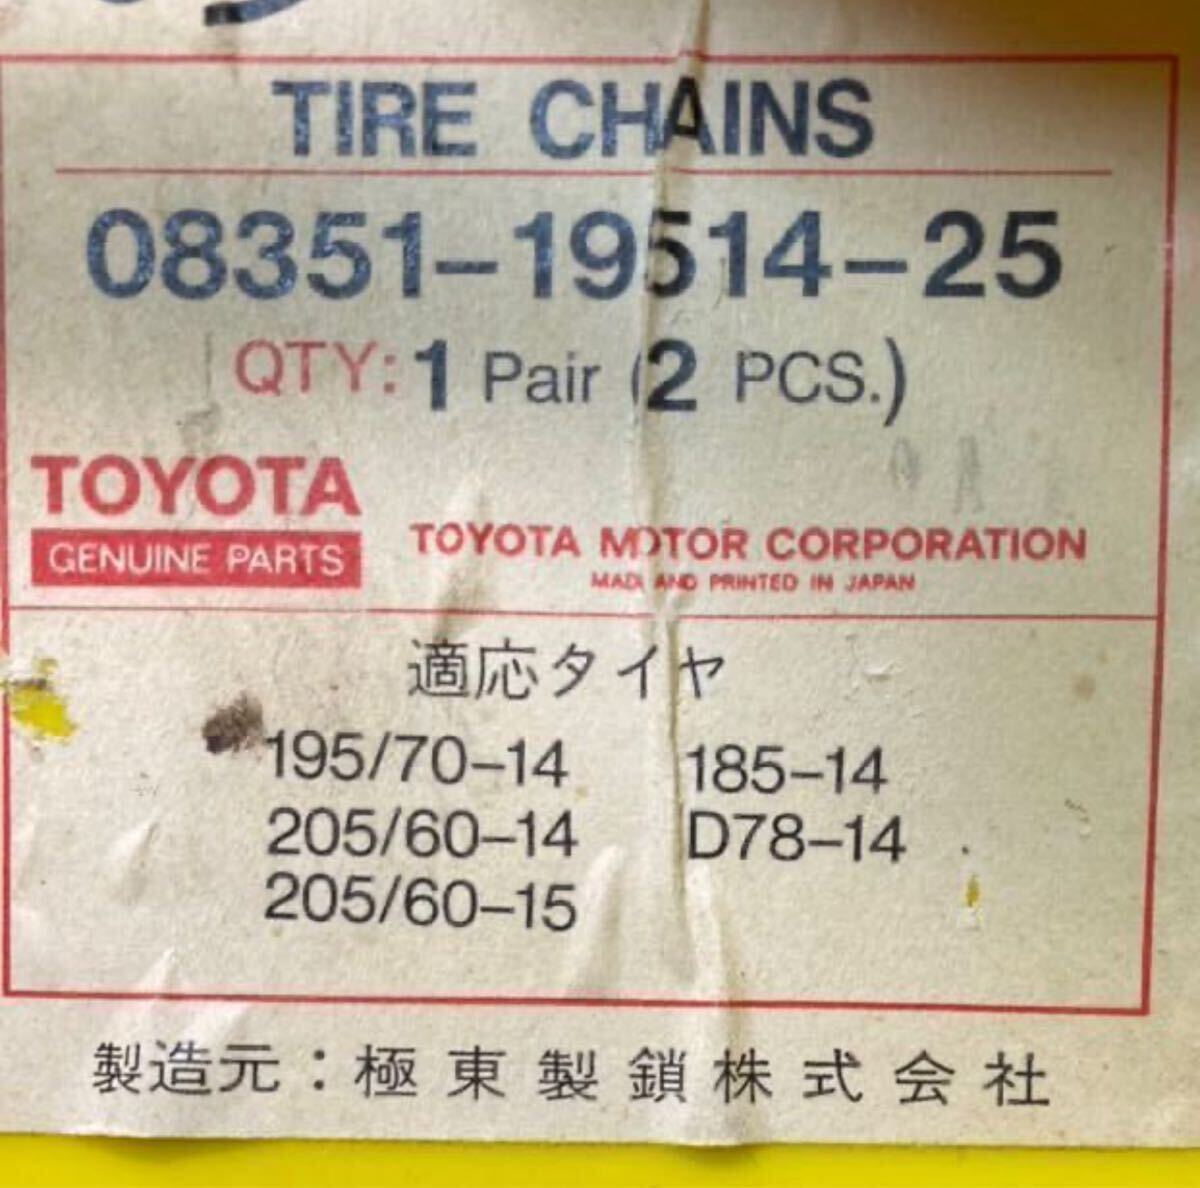 TIRE CHAINS
08351-19514-25
QTY: 1 Pair (2 PCS.)
TOYOTA
GENUINE PARTS
TOYOTA MOTOR CORPORATION
MADE AND PRINTED IN JAPAN
適応タイヤ
195/70-14 185-14
205/60-14 D78-14
205/60-15
製造元：極東製鎖株式会社